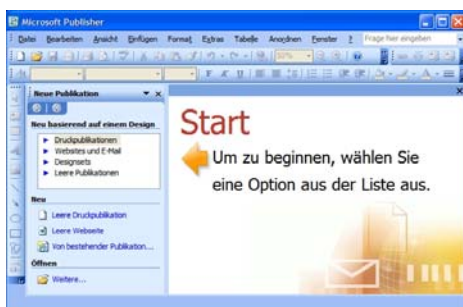 Microsoft Publisher
Datei Bearbeiten Ansicht Einfügen Format Extras Tabelle Anordnen Fenster ? Frage hier eingeben
Neue Publikation
Neu basierend auf einem Design
Druckpublikationen
Websites und E-Mail
Designsets
Leere Publikationen
Neu
Leere Druckpublikation
Leere Webseite
Von bestehender Publikation...
Öffnen
Weitere...
Start
Um zu beginnen, wählen Sie
eine Option aus der Liste aus.